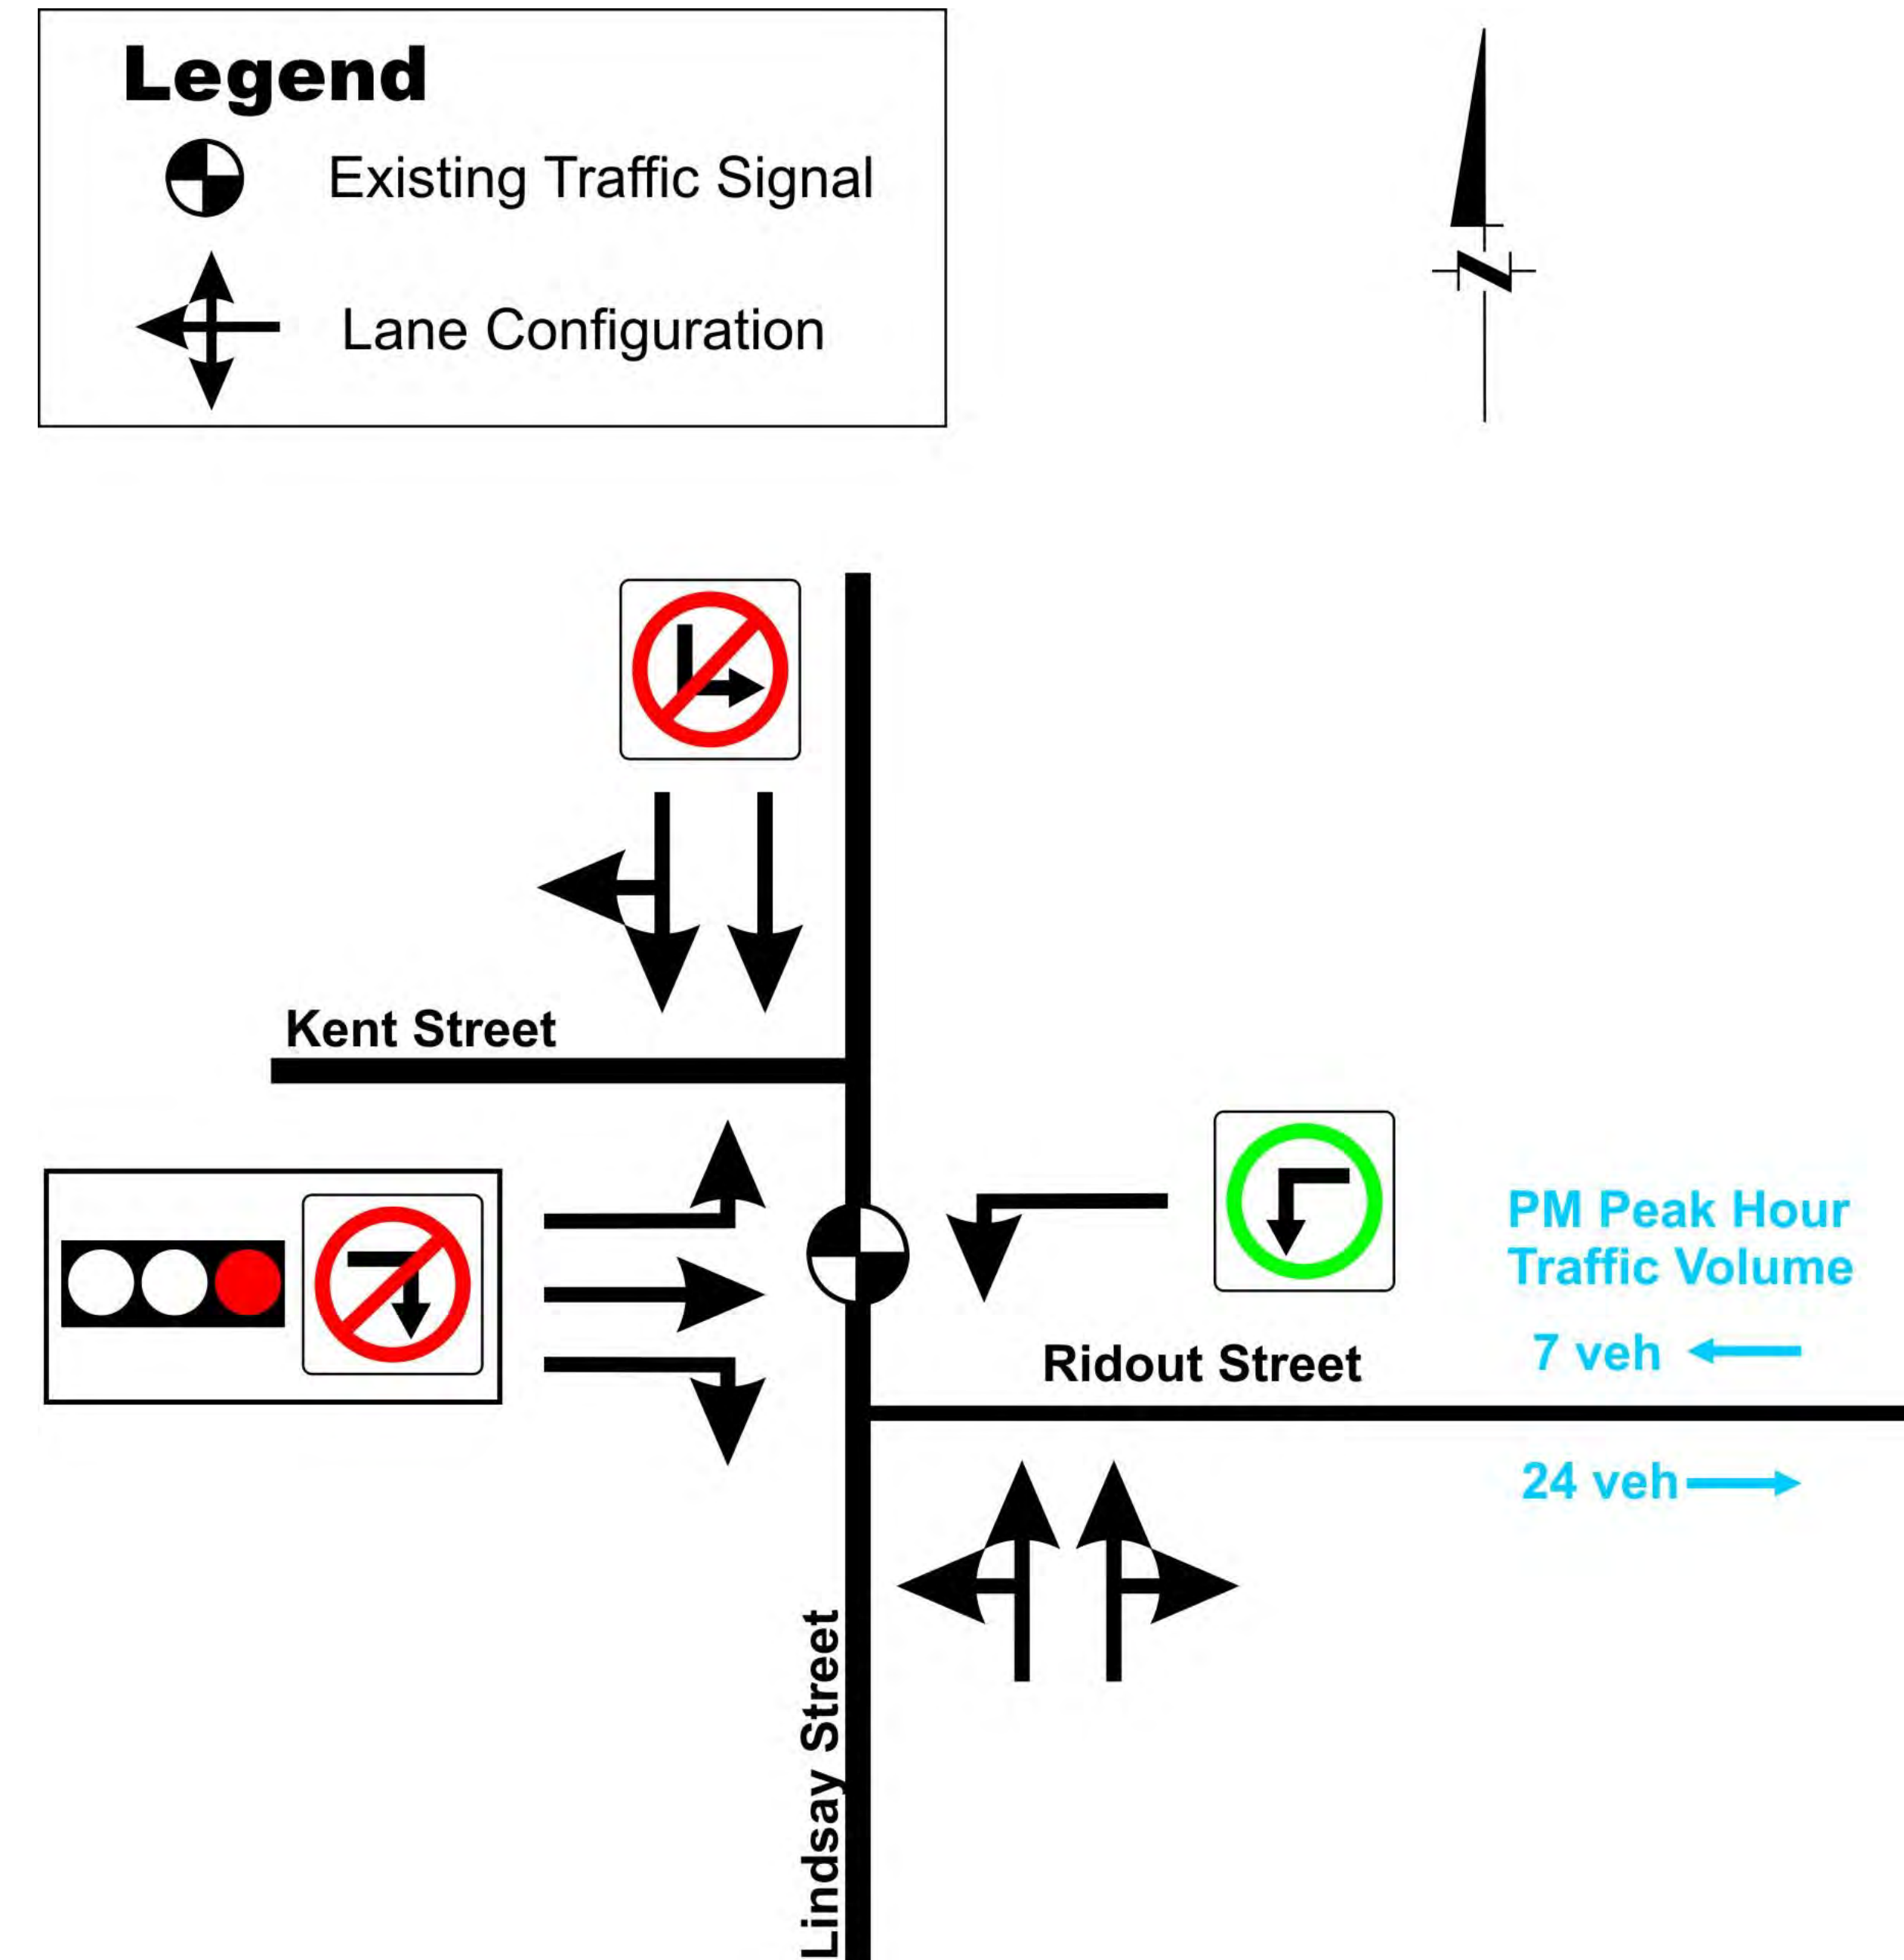 Legend
Existing Traffic Signal
Lane Configuration
N
Kent Street
PM Peak Hour
Traffic Volume
7 veh
Ridout Street
24 veh
Lindsay Street